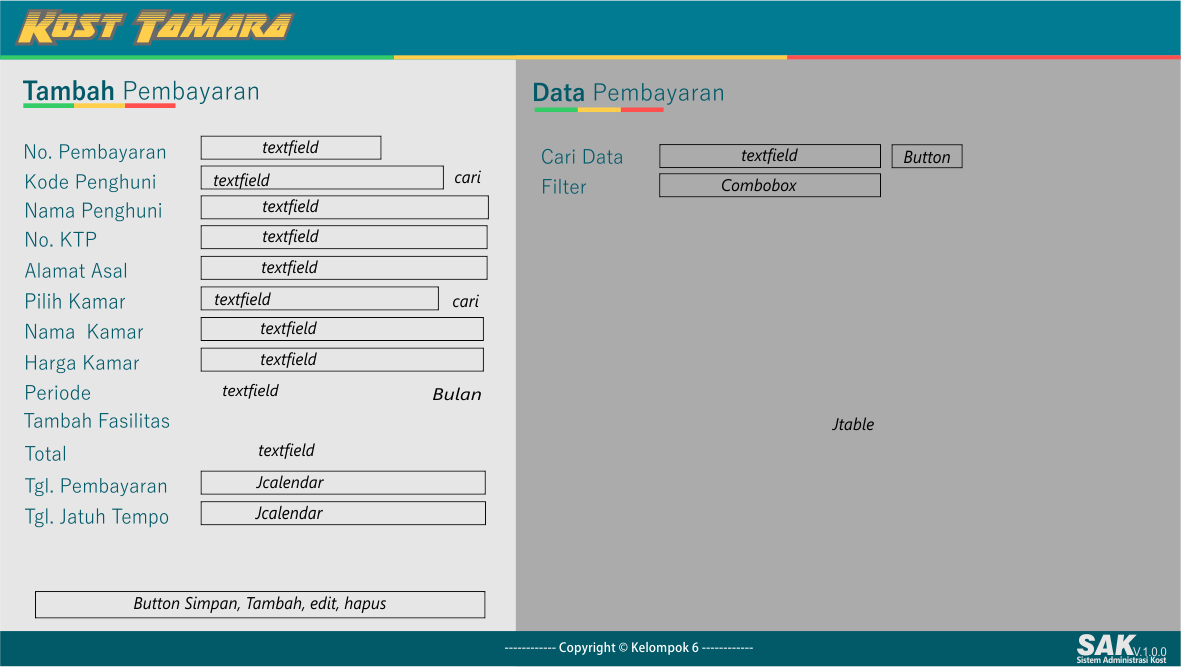 KOST TAMARA
Tambah Pembayaran
No. Pembayaran textfield
Kode Penghuni textfield cari
Nama Penghuni textfield
No. KTP textfield
Alamat Asal textfield
Pilih Kamar textfield cari
Nama Kamar textfield
Harga Kamar textfield
Periode textfield Bulan
Tambah Fasilitas
Total textfield
Tgl. Pembayaran Jcalendar
Tgl. Jatuh Tempo Jcalendar
Button Simpan, Tambah, edit, hapus
Data Pembayaran
Cari Data textfield Button
Filter Combobox
Jtable
------------ Copyright © Kelompok 6 ------------
SAK V.1.0.0
Sistem Administrasi Kost